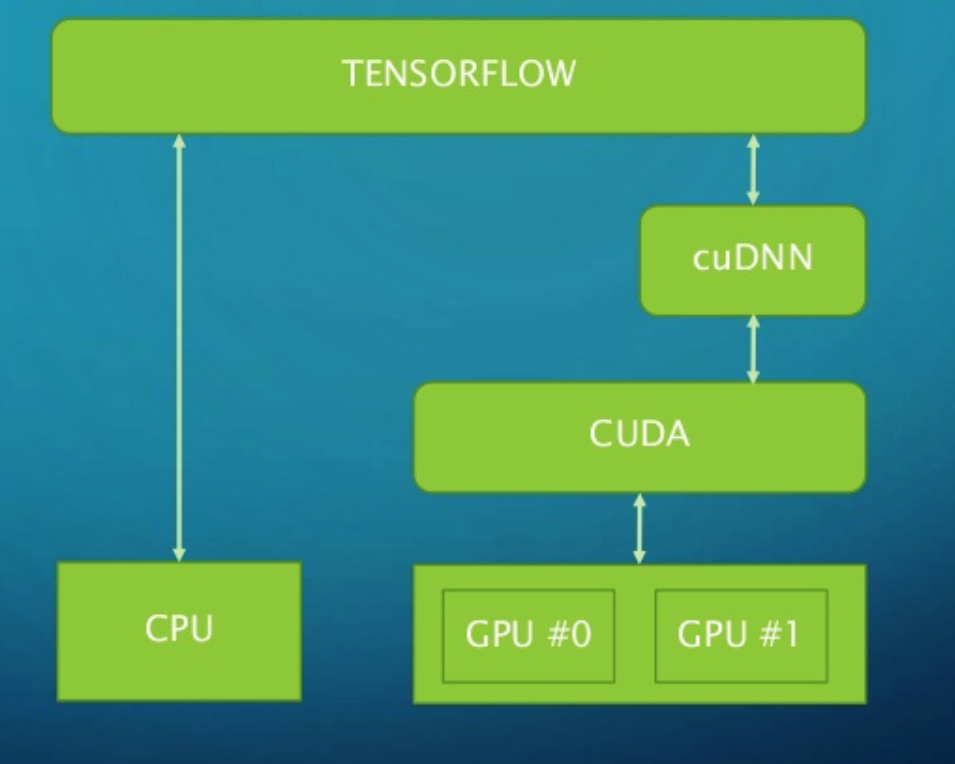 TENSORFLOW
cuDNN
CUDA
CPU
GPU #0
GPU #1